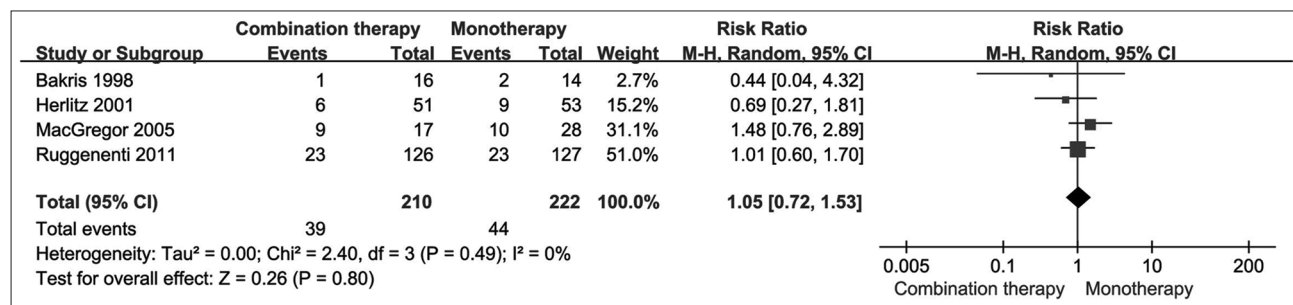 Combination therapy Monotherapy Risk Ratio Risk Ratio
Study or Subgroup Events Total Events Total Weight M-H, Random, 95% CI M-H, Random, 95% CI
Bakris 1998 1 16 2 14 2.7% 0.44 [0.04, 4.32]
Herlitz 2001 6 51 9 53 15.2% 0.69 [0.27, 1.81]
MacGregor 2005 9 17 10 28 31.1% 1.48 [0.76, 2.89]
Ruggenenti 2011 23 126 23 127 51.0% 1.01 [0.60, 1.70]
Total (95% CI) 210 222 100.0% 1.05 [0.72, 1.53]
Total events 39 44
Heterogeneity: Tau² = 0.00; Chi² = 2.40, df = 3 (P = 0.49); I² = 0%
Test for overall effect: Z = 0.26 (P = 0.80)
0.005 0.1 1 10 200
Combination therapy Monotherapy